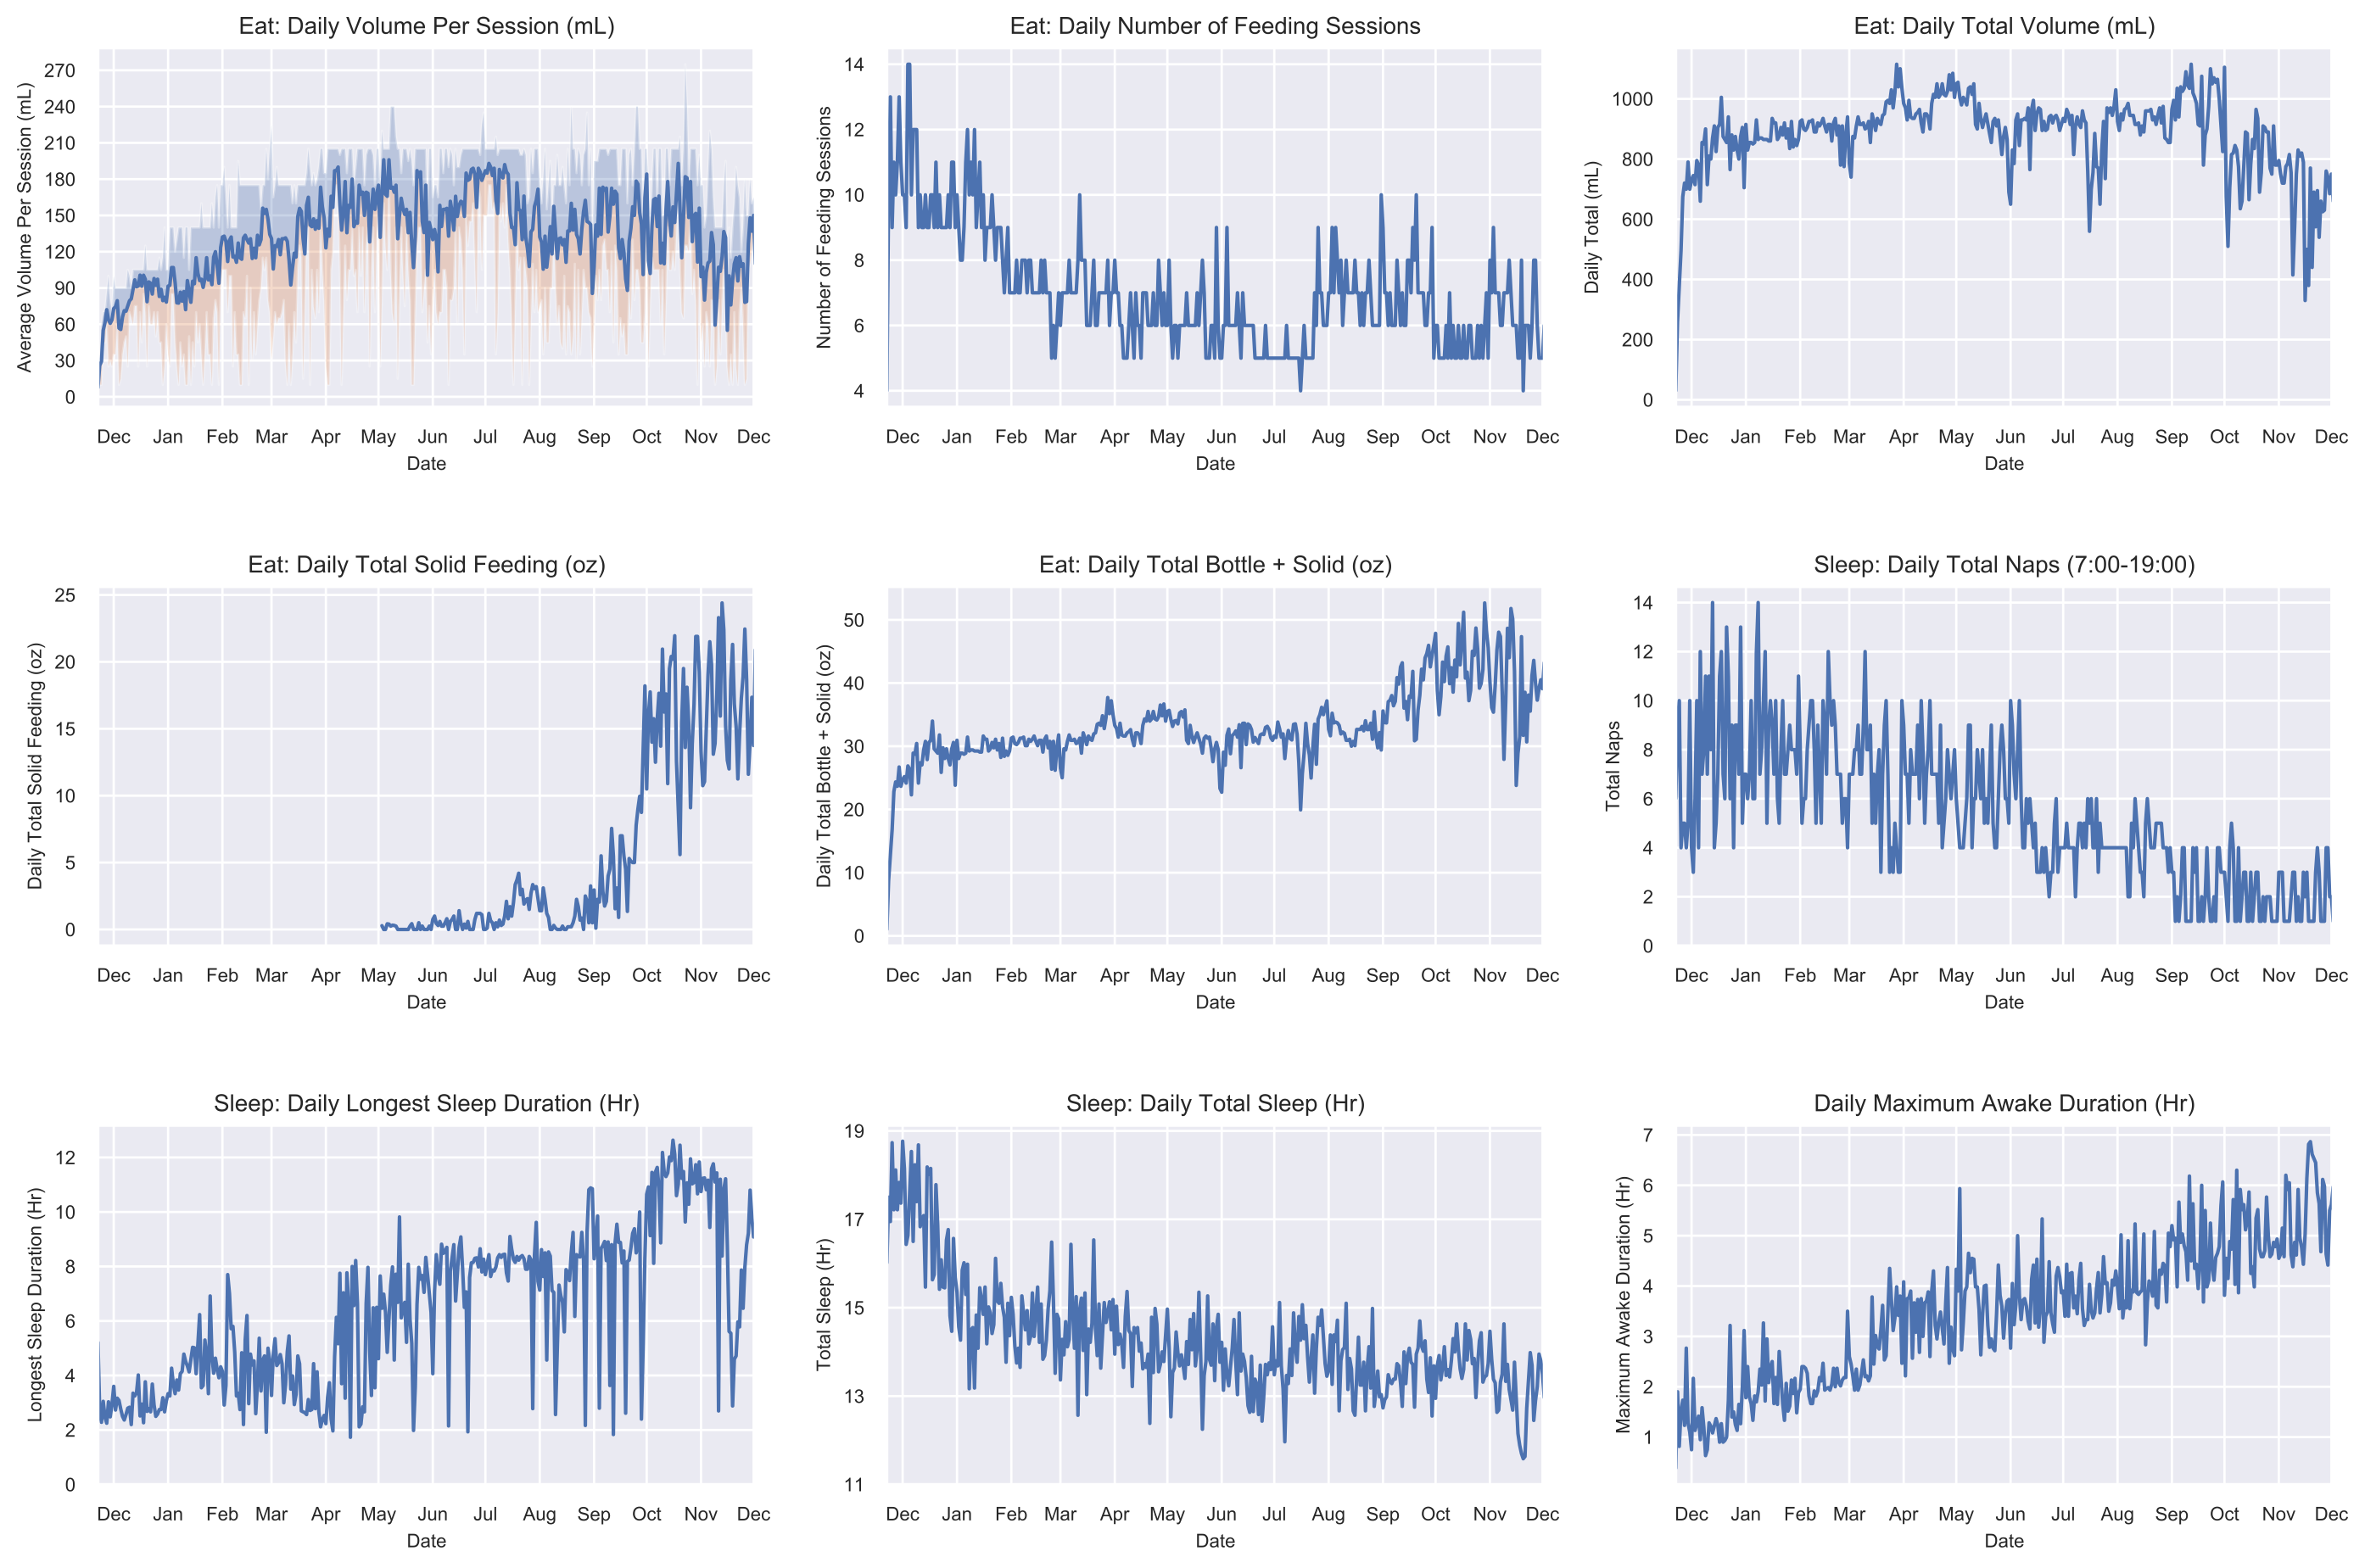 Eat: Daily Volume Per Session (mL)
Average Volume Per Session (mL)
270
240
210
180
150
120
90
60
30
0
Dec Jan Feb Mar Apr May Jun Jul Aug Sep Oct Nov Dec
Date
Eat: Daily Number of Feeding Sessions
Number of Feeding Sessions
14
12
10
8
6
4
Dec Jan Feb Mar Apr May Jun Jul Aug Sep Oct Nov Dec
Date
Eat: Daily Total Volume (mL)
Daily Total (mL)
1000
800
600
400
200
0
Dec Jan Feb Mar Apr May Jun Jul Aug Sep Oct Nov Dec
Date
Eat: Daily Total Solid Feeding (oz)
Daily Total Solid Feeding (oz)
25
20
15
10
5
0
Dec Jan Feb Mar Apr May Jun Jul Aug Sep Oct Nov Dec
Date
Eat: Daily Total Bottle + Solid (oz)
Daily Total Bottle + Solid (oz)
50
40
30
20
10
0
Dec Jan Feb Mar Apr May Jun Jul Aug Sep Oct Nov Dec
Date
Sleep: Daily Total Naps (7:00-19:00)
Total Naps
14
12
10
8
6
4
2
0
Dec Jan Feb Mar Apr May Jun Jul Aug Sep Oct Nov Dec
Date
Sleep: Daily Longest Sleep Duration (Hr)
Longest Sleep Duration (Hr)
12
10
8
6
4
2
0
Dec Jan Feb Mar Apr May Jun Jul Aug Sep Oct Nov Dec
Date
Sleep: Daily Total Sleep (Hr)
Total Sleep (Hr)
19
17
15
13
11
Dec Jan Feb Mar Apr May Jun Jul Aug Sep Oct Nov Dec
Date
Daily Maximum Awake Duration (Hr)
Maximum Awake Duration (Hr)
7
6
5
4
3
2
1
Dec Jan Feb Mar Apr May Jun Jul Aug Sep Oct Nov Dec
Date